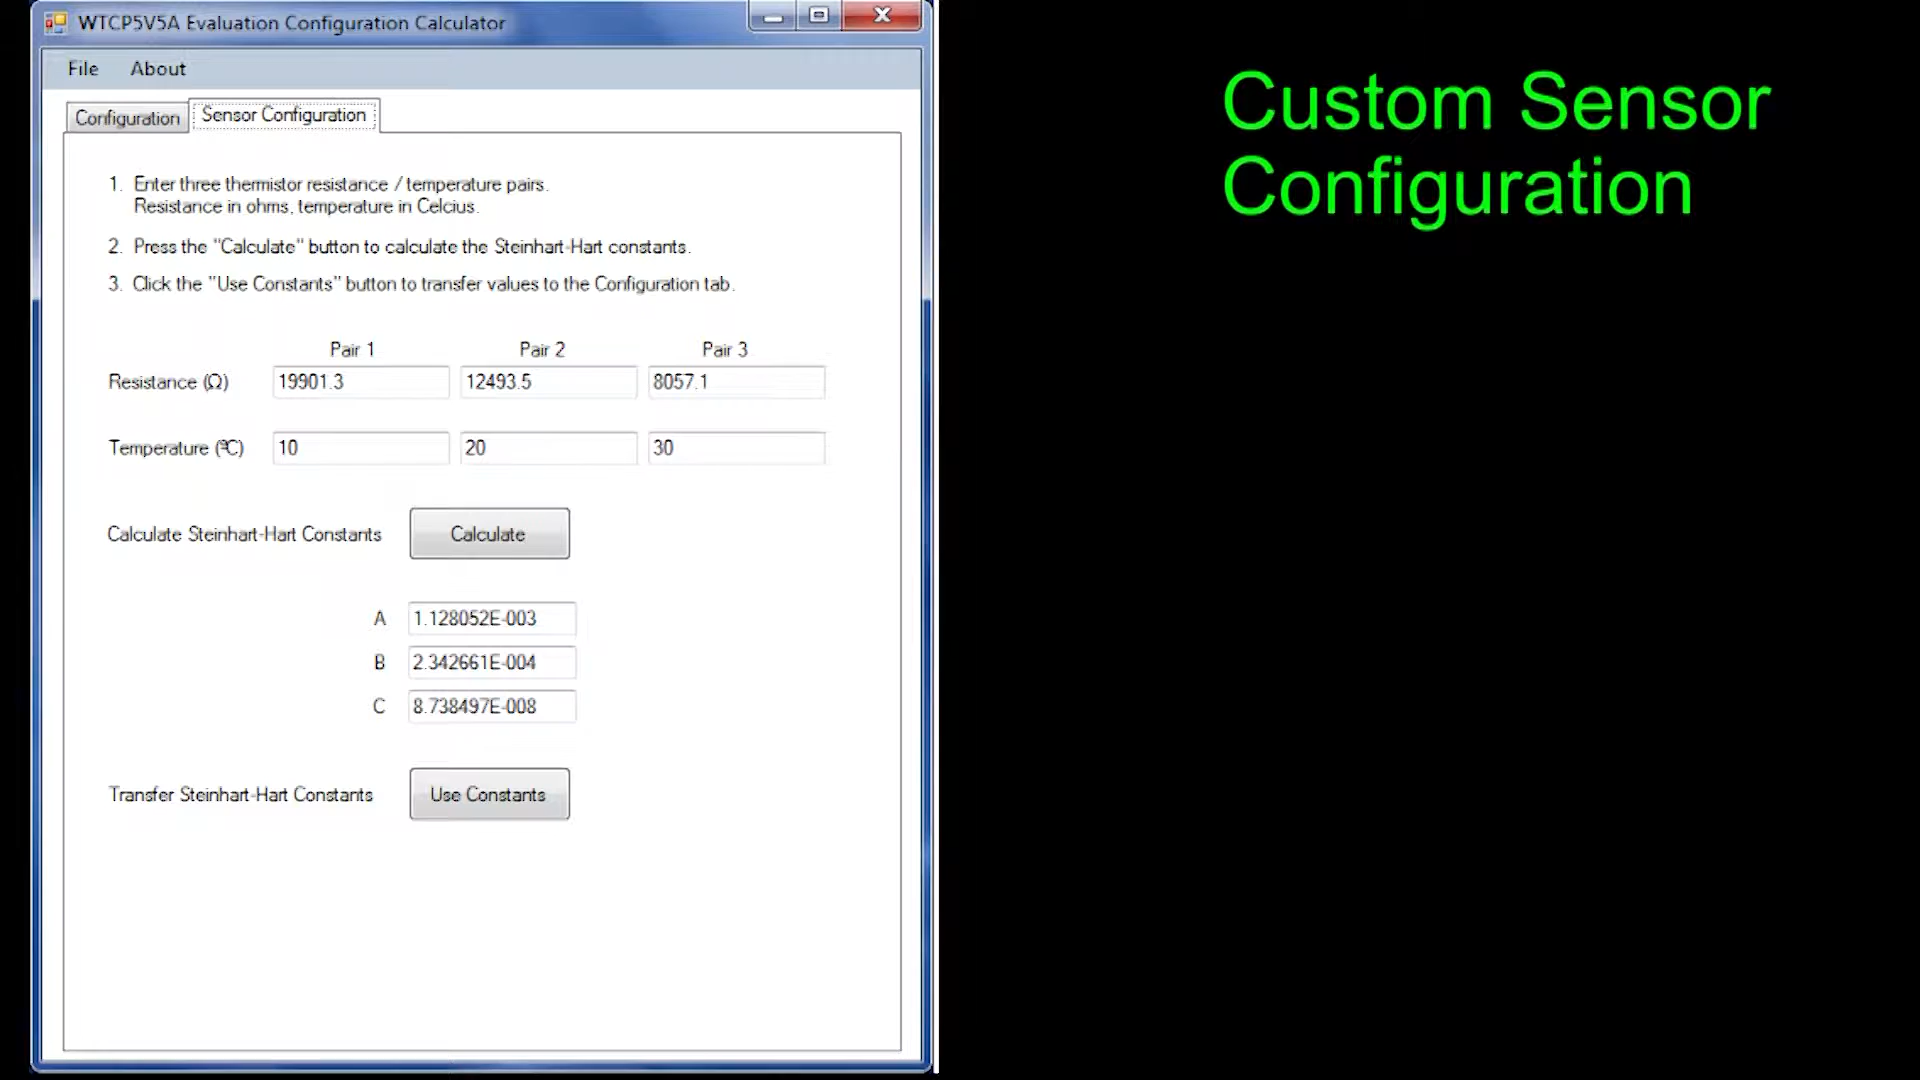 WTCP5V5A Evaluation Configuration Calculator
File About
Configuration Sensor Configuration
1. Enter three thermistor resistance / temperature pairs.
Resistance in ohms, temperature in Celcius.
2. Press the "Calculate" button to calculate the Steinhart-Hart constants.
3. Click the "Use Constants" button to transfer values to the Configuration tab.
Pair 1 Pair 2 Pair 3
Resistance (Ω) 19901.3 12493.5 8057.1
Temperature (ºC) 10 20 30
Calculate Steinhart-Hart Constants Calculate
A 1.128052E-003
B 2.342661E-004
C 8.738497E-008
Transfer Steinhart-Hart Constants Use Constants
Custom Sensor
Configuration